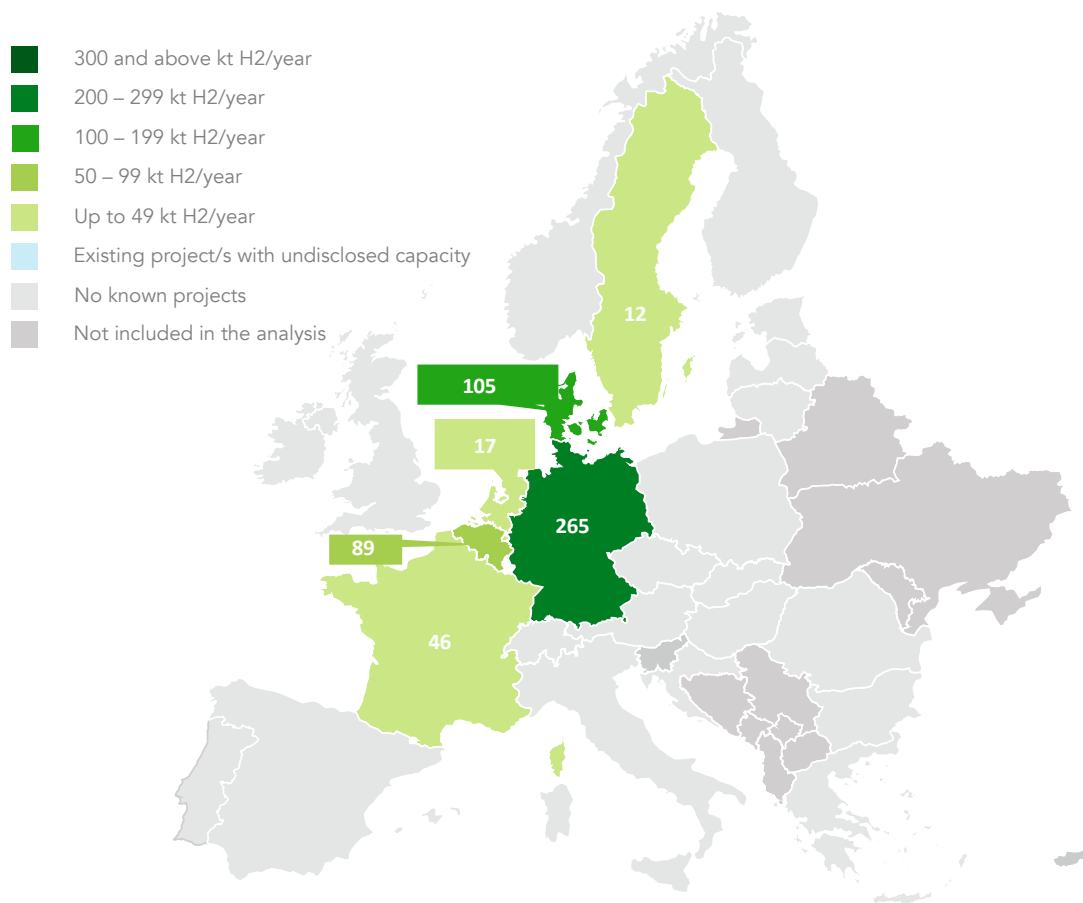 300 and above kt H2/year
200 – 299 kt H2/year
100 – 199 kt H2/year
50 – 99 kt H2/year
Up to 49 kt H2/year
Existing project/s with undisclosed capacity
No known projects
Not included in the analysis
12
105
17
265
89
46